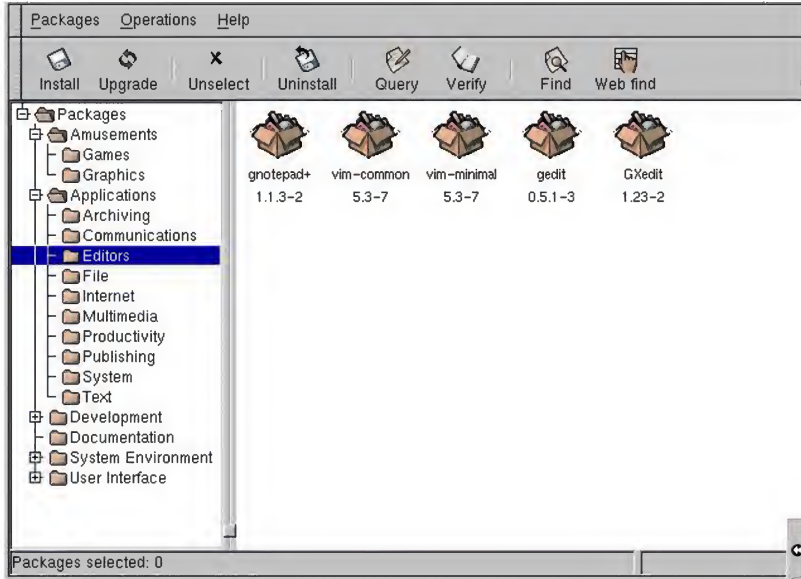 Packages Operations Help
Install Upgrade Unselect Uninstall Query Verify Find Web find
Packages
Amusements
Games
Graphics
Applications
Archiving
Communications
Editors
File
Internet
Multimedia
Productivity
Publishing
System
Text
Development
Documentation
System Environment
User Interface
gnotepad+ vim-common vim-minimal gedit GXedit
1.1.3-2 5.3-7 5.3-7 0.5.1-3 1.23-2
Packages selected: 0